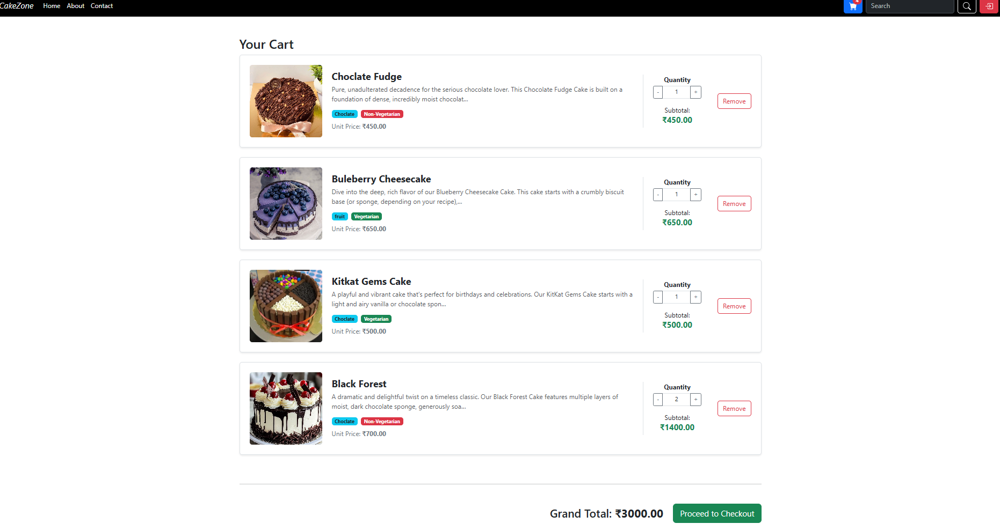 CakeZone Home About Contact 4 Search
Your Cart
Choclate Fudge
Pure, unadulterated decadence for the serious chocolate lover. This Chocolate Fudge Cake is built on a
foundation of dense, incredibly moist chocolat...
Choclate Non-Vegetarian
Unit Price: ₹450.00
Quantity
- 1 +
Subtotal:
₹450.00
Remove
Buleberry Cheesecake
Dive into the deep, rich flavor of our Blueberry Cheesecake Cake. This cake starts with a crumbly biscuit
base (or sponge, depending on your recipe),...
fruit Vegetarian
Unit Price: ₹650.00
Quantity
- 1 +
Subtotal:
₹650.00
Remove
Kitkat Gems Cake
A playful and vibrant cake that's perfect for birthdays and celebrations. Our KitKat Gems Cake starts with a
light and airy vanilla or chocolate spon...
Choclate Vegetarian
Unit Price: ₹500.00
Quantity
- 1 +
Subtotal:
₹500.00
Remove
Black Forest
A dramatic and delightful twist on a timeless classic. Our Black Forest Cake features multiple layers of
moist, dark chocolate sponge, generously soa...
Choclate Non-Vegetarian
Unit Price: ₹700.00
Quantity
- 2 +
Subtotal:
₹1400.00
Remove
Grand Total: ₹3000.00 Proceed to Checkout